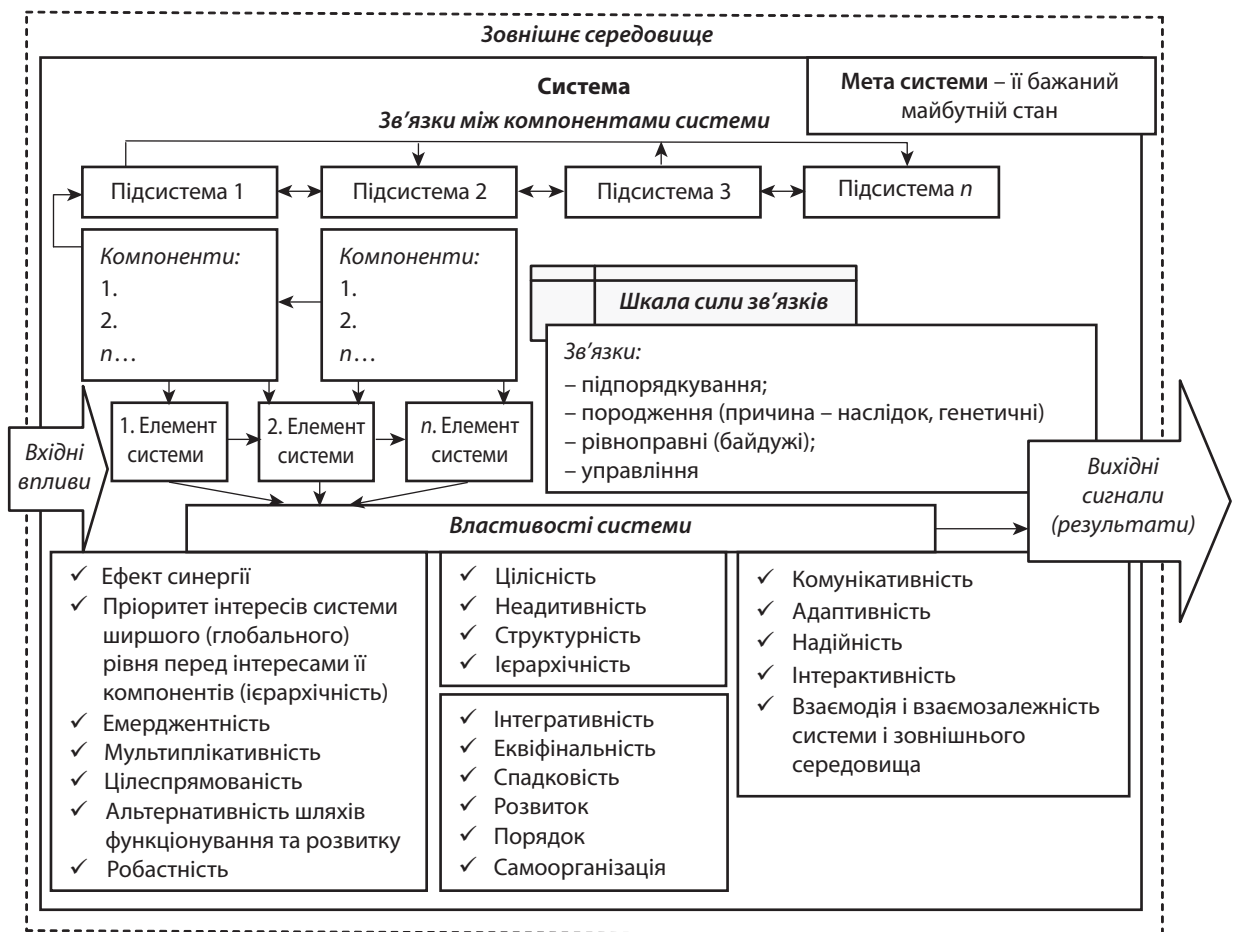 Зовнішнє середовище
Мета системи – її бажаний
майбутній стан
Система
Зв’язки між компонентами системи
Підсистема 1
Підсистема 2
Підсистема 3
Підсистема n
Компоненти:
1.
2.
n…
Компоненти:
1.
2.
n…
Шкала сили зв’язків
Зв’язки:
– підпорядкування;
– породження (причина – наслідок, генетичні)
– рівноправні (байдужі);
– управління
Вхідні
впливи
1. Елемент
системи
2. Елемент
системи
n. Елемент
системи
Вихідні
сигнали
(результати)
Властивості системи
✓ Ефект синергії
✓ Пріоритет інтересів системи
ширшого (глобального)
рівня перед інтересами її
компонентів (ієрархічність)
✓ Емерджентність
✓ Мультиплікативність
✓ Цілеспрямованість
✓ Альтернативність шляхів
функціонування та розвитку
✓ Робастність
✓ Цілісність
✓ Неадитивність
✓ Структурність
✓ Ієрархічність
✓ Інтегративність
✓ Еквіфінальність
✓ Спадковість
✓ Розвиток
✓ Порядок
✓ Самоорганізація
✓ Комунікативність
✓ Адаптивність
✓ Надійність
✓ Інтерактивність
✓ Взаємодія і взаємозалежність
системи і зовнішнього
середовища